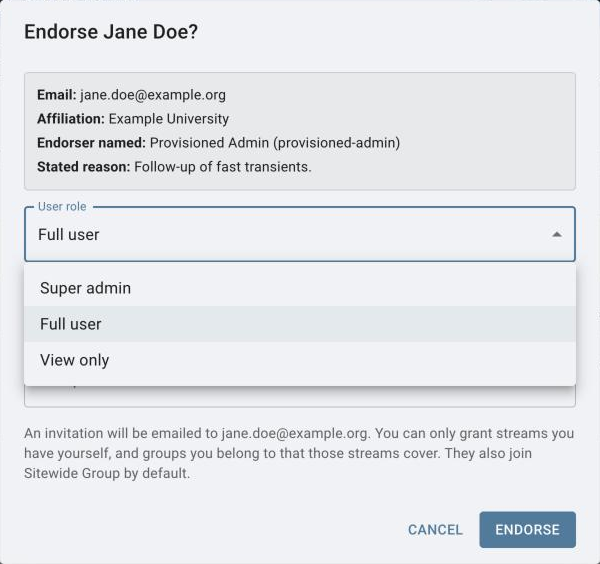 Endorse Jane Doe?
Email: jane.doe@example.org
Affiliation: Example University
Endorser named: Provisioned Admin (provisioned-admin)
Stated reason: Follow-up of fast transients.
User role
Full user
Super admin
Full user
View only
An invitation will be emailed to jane.doe@example.org. You can only grant streams you
have yourself, and groups you belong to that those streams cover. They also join
Sitewide Group by default.
CANCEL
ENDORSE